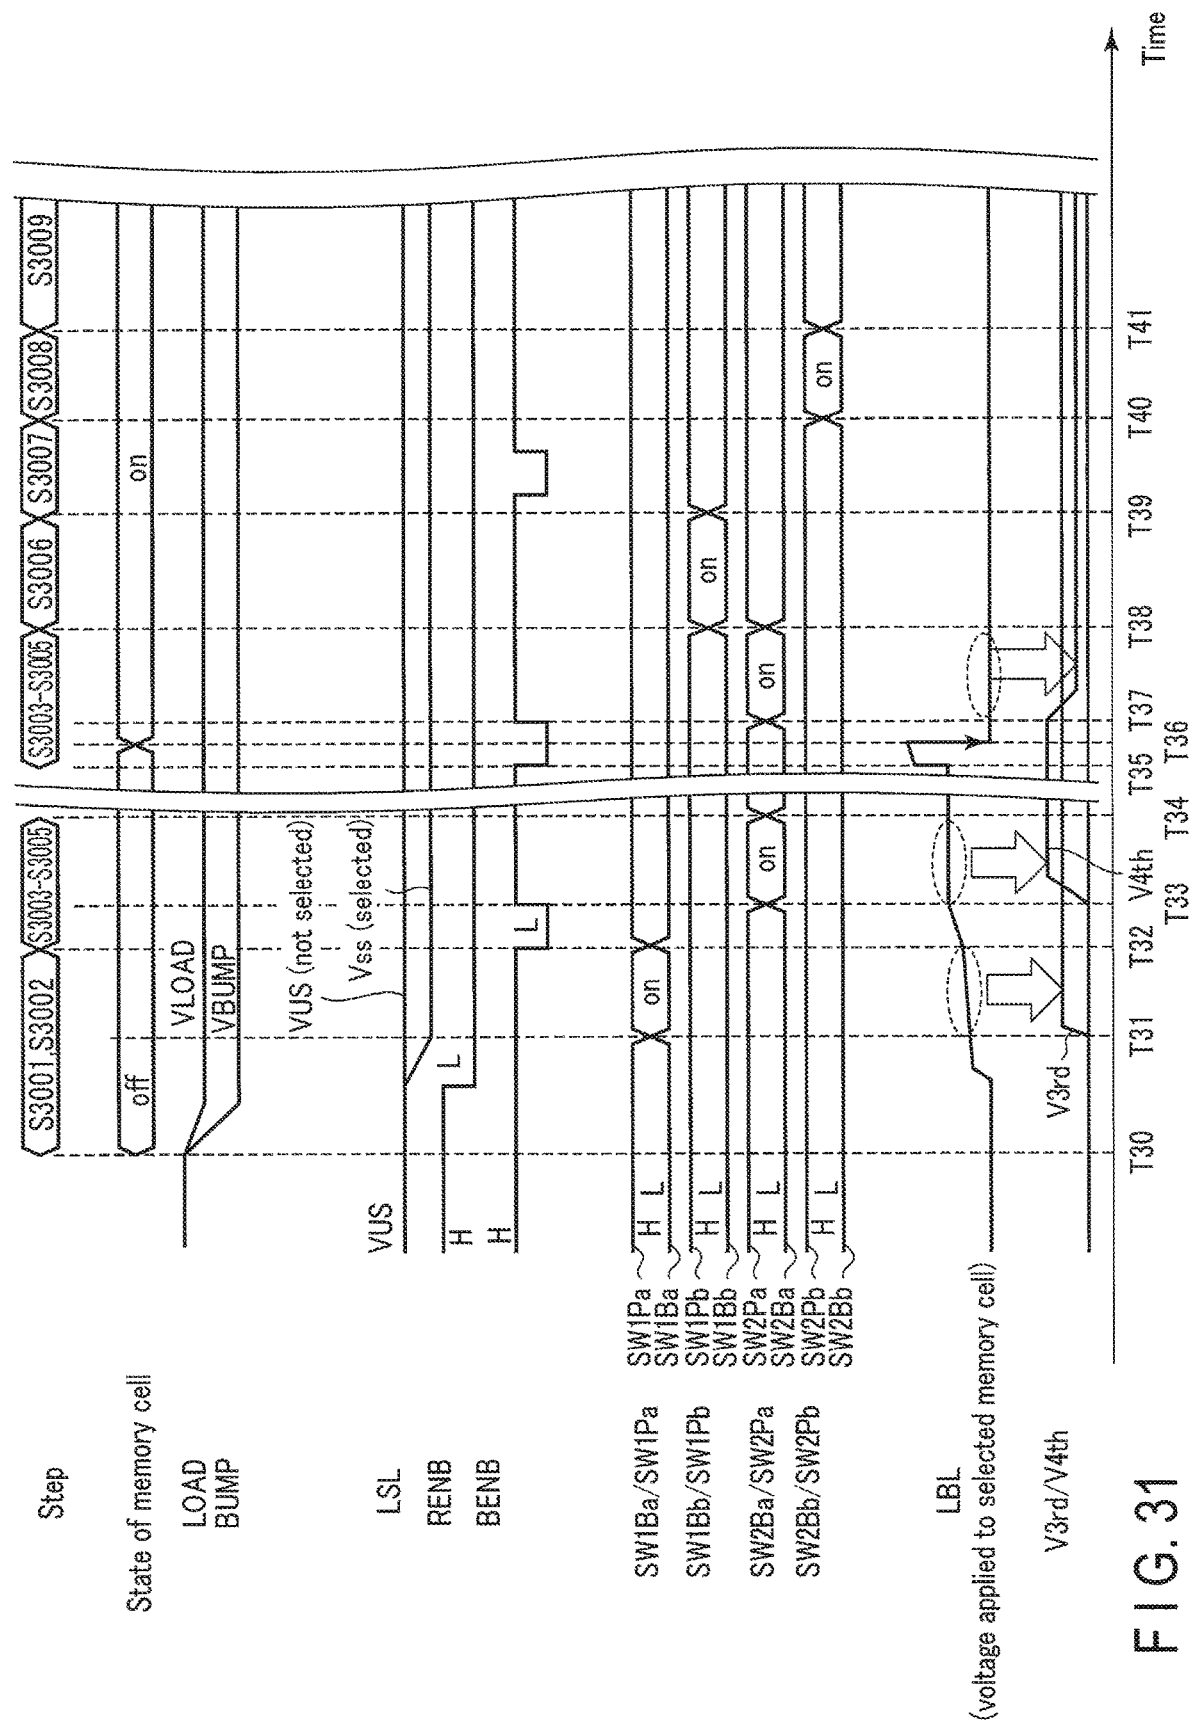 Step
S3001,S3002
S3003-S3005
S3003-S3005
S3006
S3007
S3008
S3009
State of memory cell
off
on
LOAD
BUMP
VLOAD
VBUMP
LSL
VUS
VUS (not selected)
Vss (selected)
RENB
H
L
BENB
H
L
SW1Ba/SW1Pa
SW1Pa
SW1Ba
H L
on
SW1Bb/SW1Pb
SW1Pb
SW1Bb
H L
on
SW2Ba/SW2Pa
SW2Pa
SW2Ba
H L
on
on
SW2Bb/SW2Pb
SW2Pb
SW2Bb
H L
on
LBL
(voltage applied to selected memory cell)
V3rd/V4th
V3rd
V4th
T30
T31
T32
T33
T34
T35
T36
T37
T38
T39
T40
T41
Time
FIG. 31